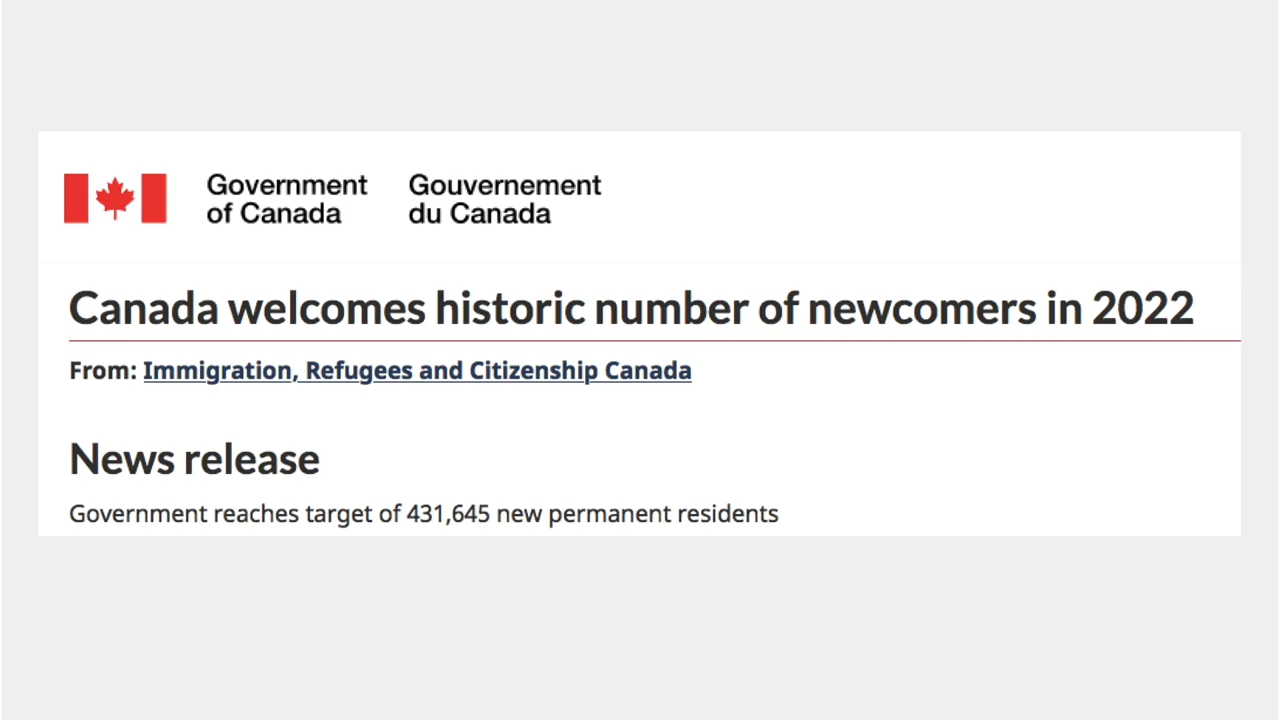 Government Gouvernement
of Canada du Canada
Canada welcomes historic number of newcomers in 2022
From: Immigration, Refugees and Citizenship Canada
News release
Government reaches target of 431,645 new permanent residents